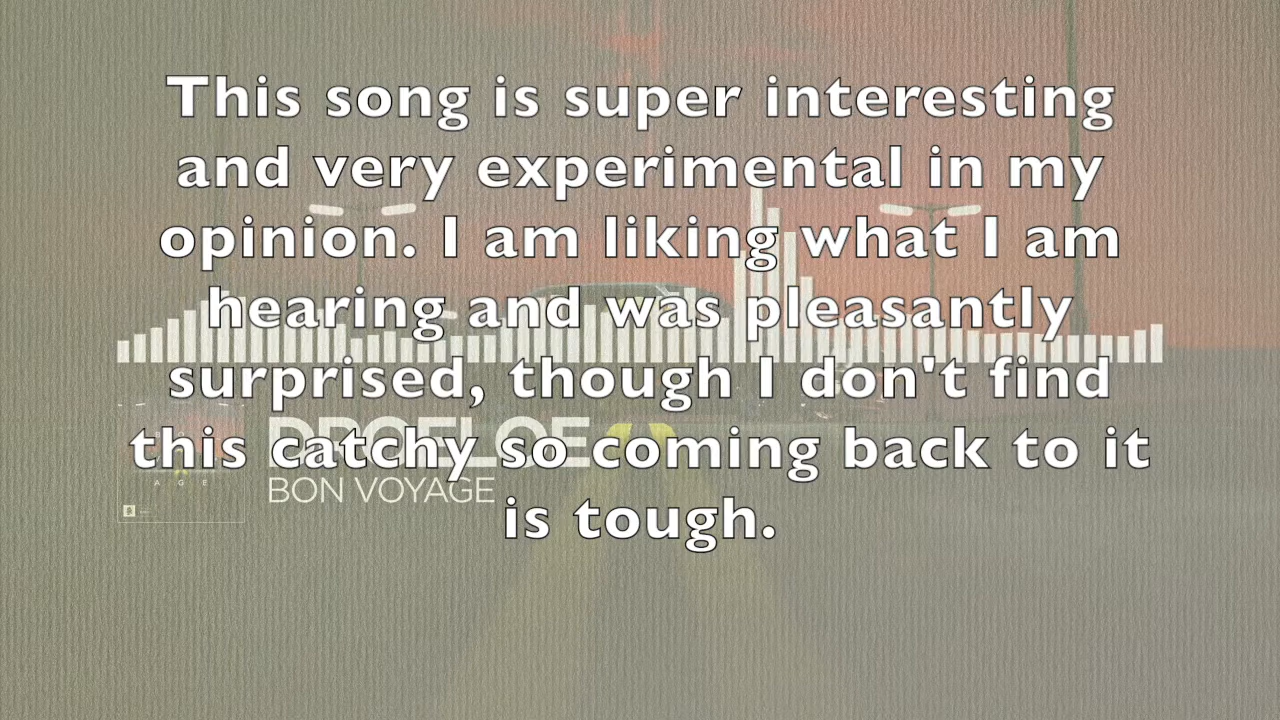 This song is super interesting
and very experimental in my
opinion. I am liking what I am
hearing and was pleasantly
surprised, though I don't find
this catchy so coming back to it
is tough.
DROELOE
BON VOYAGE
A G E